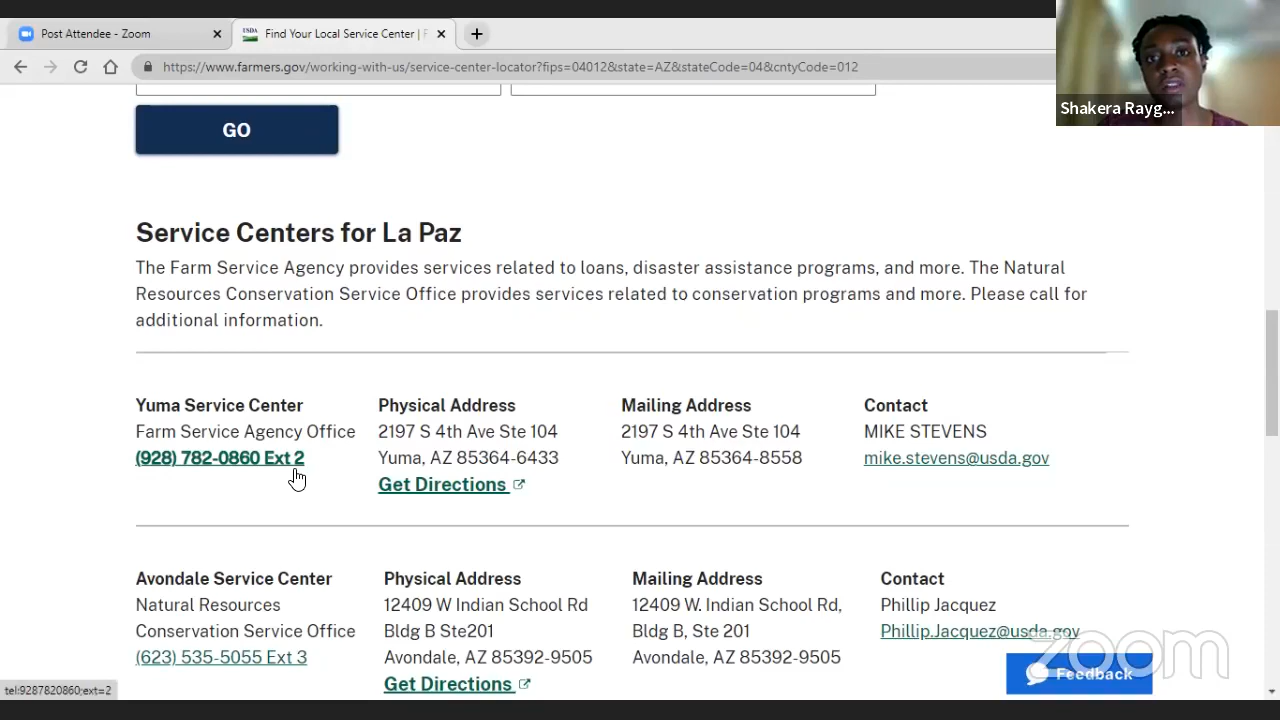 Post Attendee - Zoom
Find Your Local Service Center | F
https://www.farmers.gov/working-with-us/service-center-locator?fips=04012&state=AZ&stateCode=04&cntyCode=012
Shakera Rayg...
GO
Service Centers for La Paz
The Farm Service Agency provides services related to loans, disaster assistance programs, and more. The Natural
Resources Conservation Service Office provides services related to conservation programs and more. Please call for
additional information.
Yuma Service Center
Farm Service Agency Office
(928) 782-0860 Ext 2
Physical Address
2197 S 4th Ave Ste 104
Yuma, AZ 85364-6433
Get Directions
Mailing Address
2197 S 4th Ave Ste 104
Yuma, AZ 85364-8558
Contact
MIKE STEVENS
mike.stevens@usda.gov
Avondale Service Center
Natural Resources
Conservation Service Office
(623) 535-5055 Ext 3
Physical Address
12409 W Indian School Rd
Bldg B Ste201
Avondale, AZ 85392-9505
Get Directions
Mailing Address
12409 W. Indian School Rd,
Bldg B, Ste 201
Avondale, AZ 85392-9505
Contact
Phillip Jacquez
Phillip.Jacquez@usda.gov
zoom
Feedback
tel:9287820860;ext=2
USDA